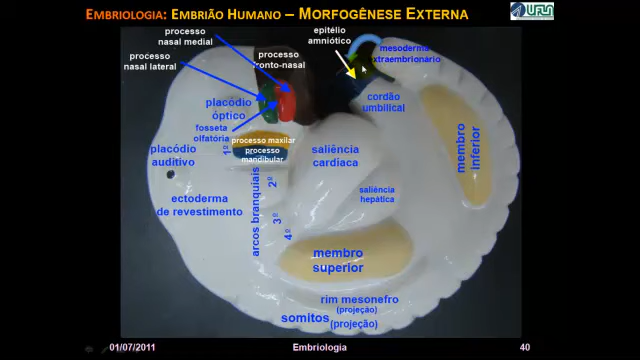 EMBRIOLOGIA: EMBRIÃO HUMANO – MORFOGÊNESE EXTERNA
UFLA
processo
nasal medial
epitélio
amniótico
mesoderma
extraembrionário
processo
nasal lateral
processo
fronto-nasal
placódio
óptico
cordão
umbilical
fosseta
olfatória
membro
inferior
processo maxilar
processo
mandibular
1º
placódio
auditivo
saliência
cardíaca
2º
saliência
hepática
ectoderma
de revestimento
arcos branquiais
3º
4º
membro
superior
rim mesonefro
(projeção)
somitos (projeção)
01/07/2011
Embriologia
40